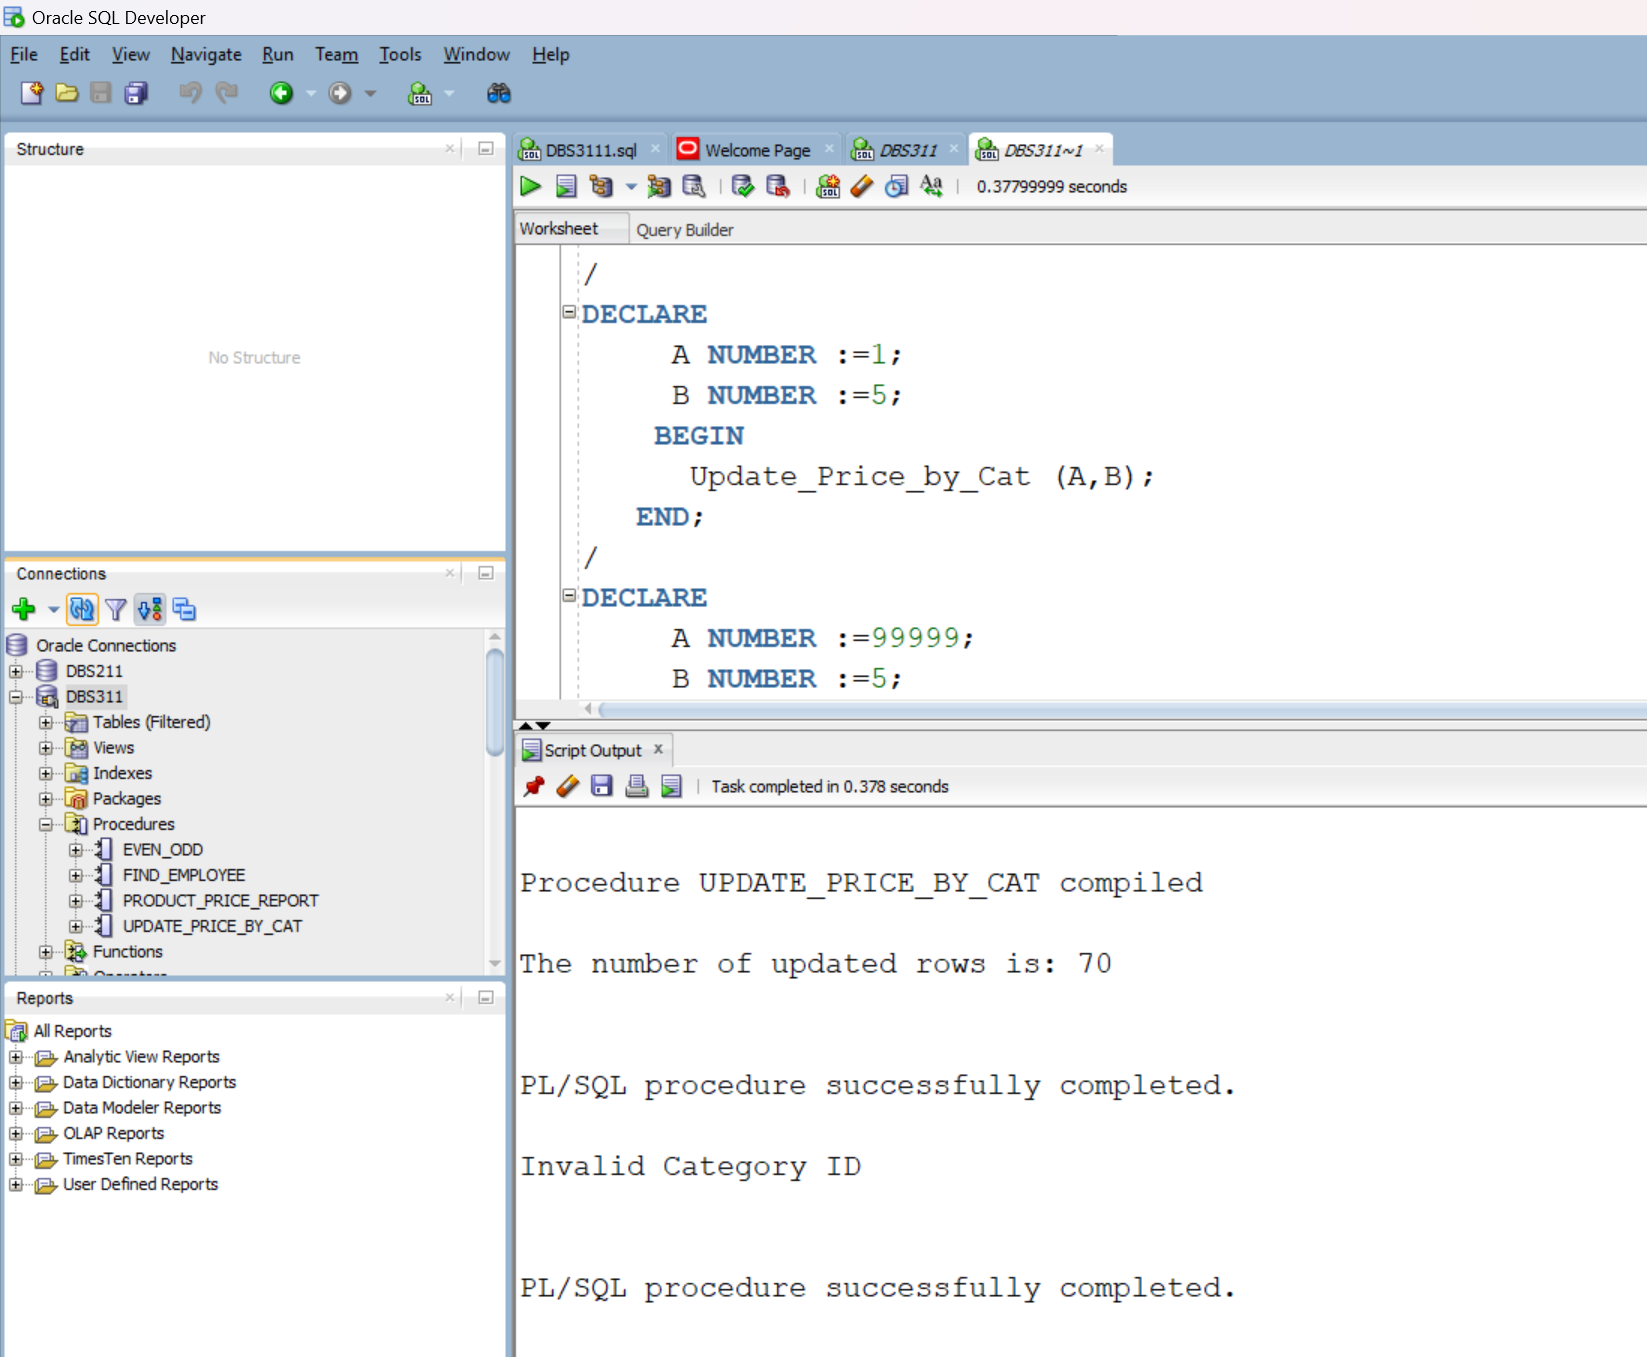 Oracle SQL Developer
File Edit View Navigate Run Team Tools Window Help
Structure
No Structure
Connections
Oracle Connections
DBS211
DBS311
Tables (Filtered)
Views
Indexes
Packages
Procedures
EVEN_ODD
FIND_EMPLOYEE
PRODUCT_PRICE_REPORT
UPDATE_PRICE_BY_CAT
Functions
Operators
Reports
All Reports
Analytic View Reports
Data Dictionary Reports
Data Modeler Reports
OLAP Reports
TimesTen Reports
User Defined Reports
DBS3111.sql Welcome Page DBS311 DBS311~1
0.37799999 seconds
Worksheet Query Builder
/
DECLARE
A NUMBER :=1;
B NUMBER :=5;
BEGIN
Update_Price_by_Cat (A,B);
END;
/
DECLARE
A NUMBER :=99999;
B NUMBER :=5;
Script Output
Task completed in 0.378 seconds
Procedure UPDATE_PRICE_BY_CAT compiled
The number of updated rows is: 70
PL/SQL procedure successfully completed.
Invalid Category ID
PL/SQL procedure successfully completed.